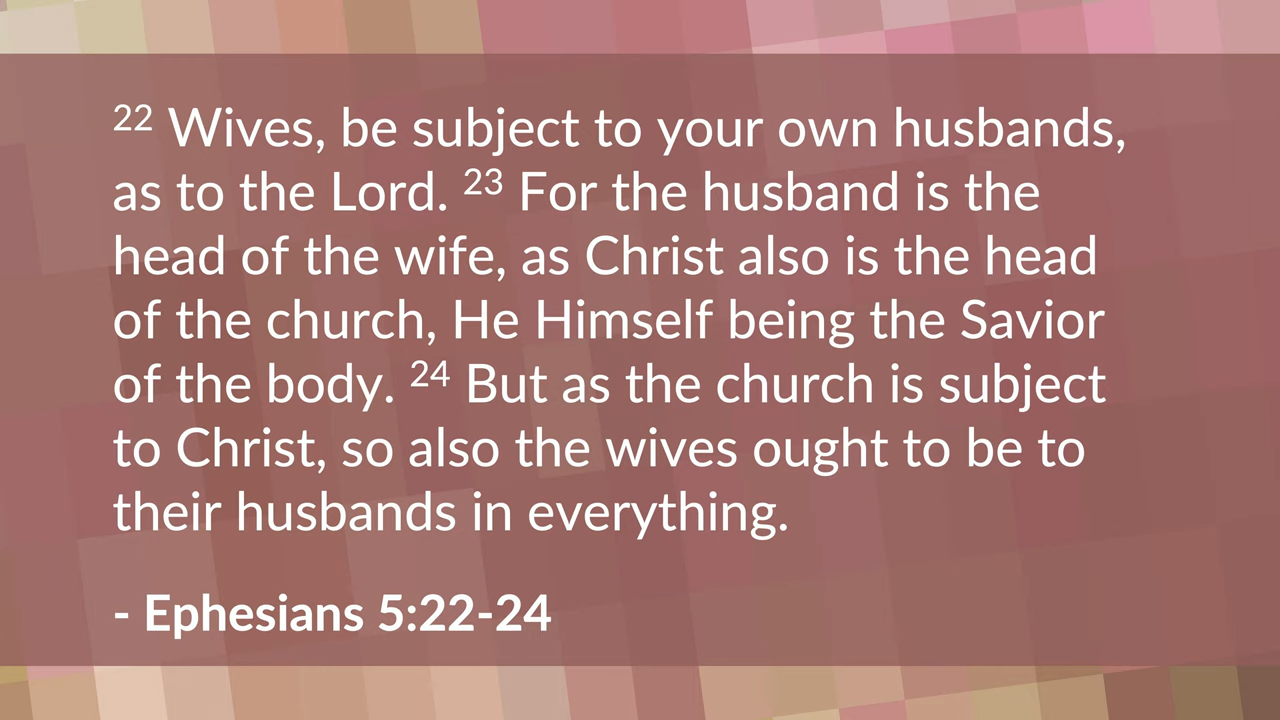 22 Wives, be subject to your own husbands,
as to the Lord. 23 For the husband is the
head of the wife, as Christ also is the head
of the church, He Himself being the Savior
of the body. 24 But as the church is subject
to Christ, so also the wives ought to be to
their husbands in everything.
- Ephesians 5:22-24